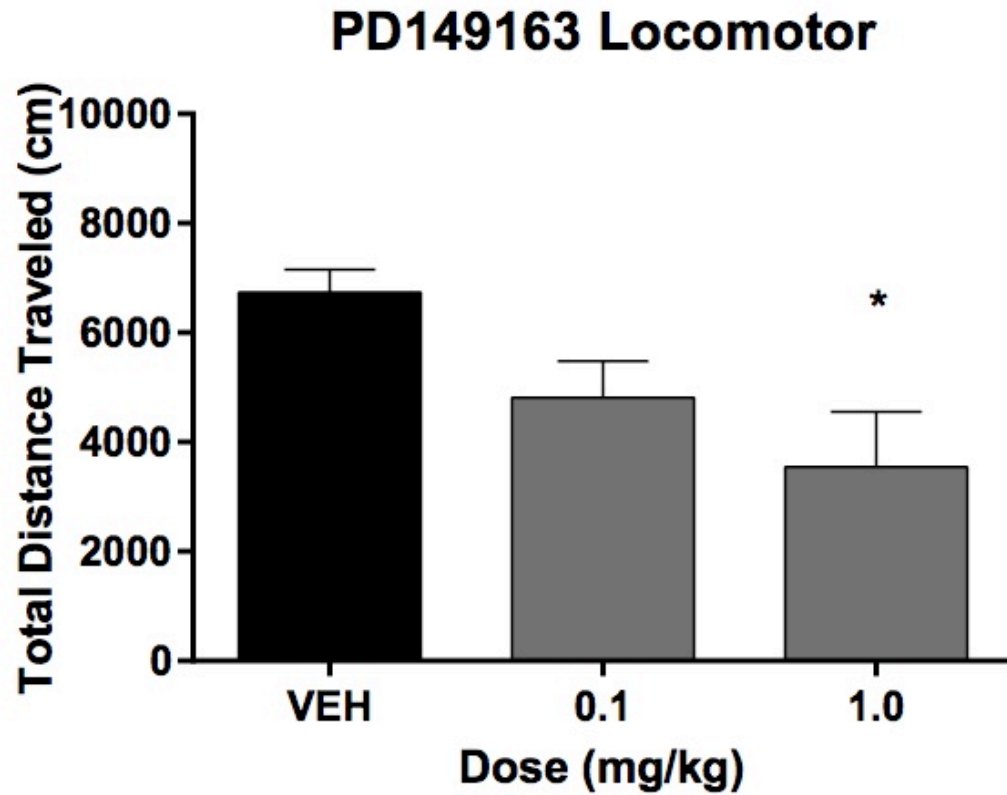 PD149163 Locomotor
Total Distance Traveled (cm)
10000
8000
6000
4000
2000
0
*
VEH 0.1 1.0
Dose (mg/kg)